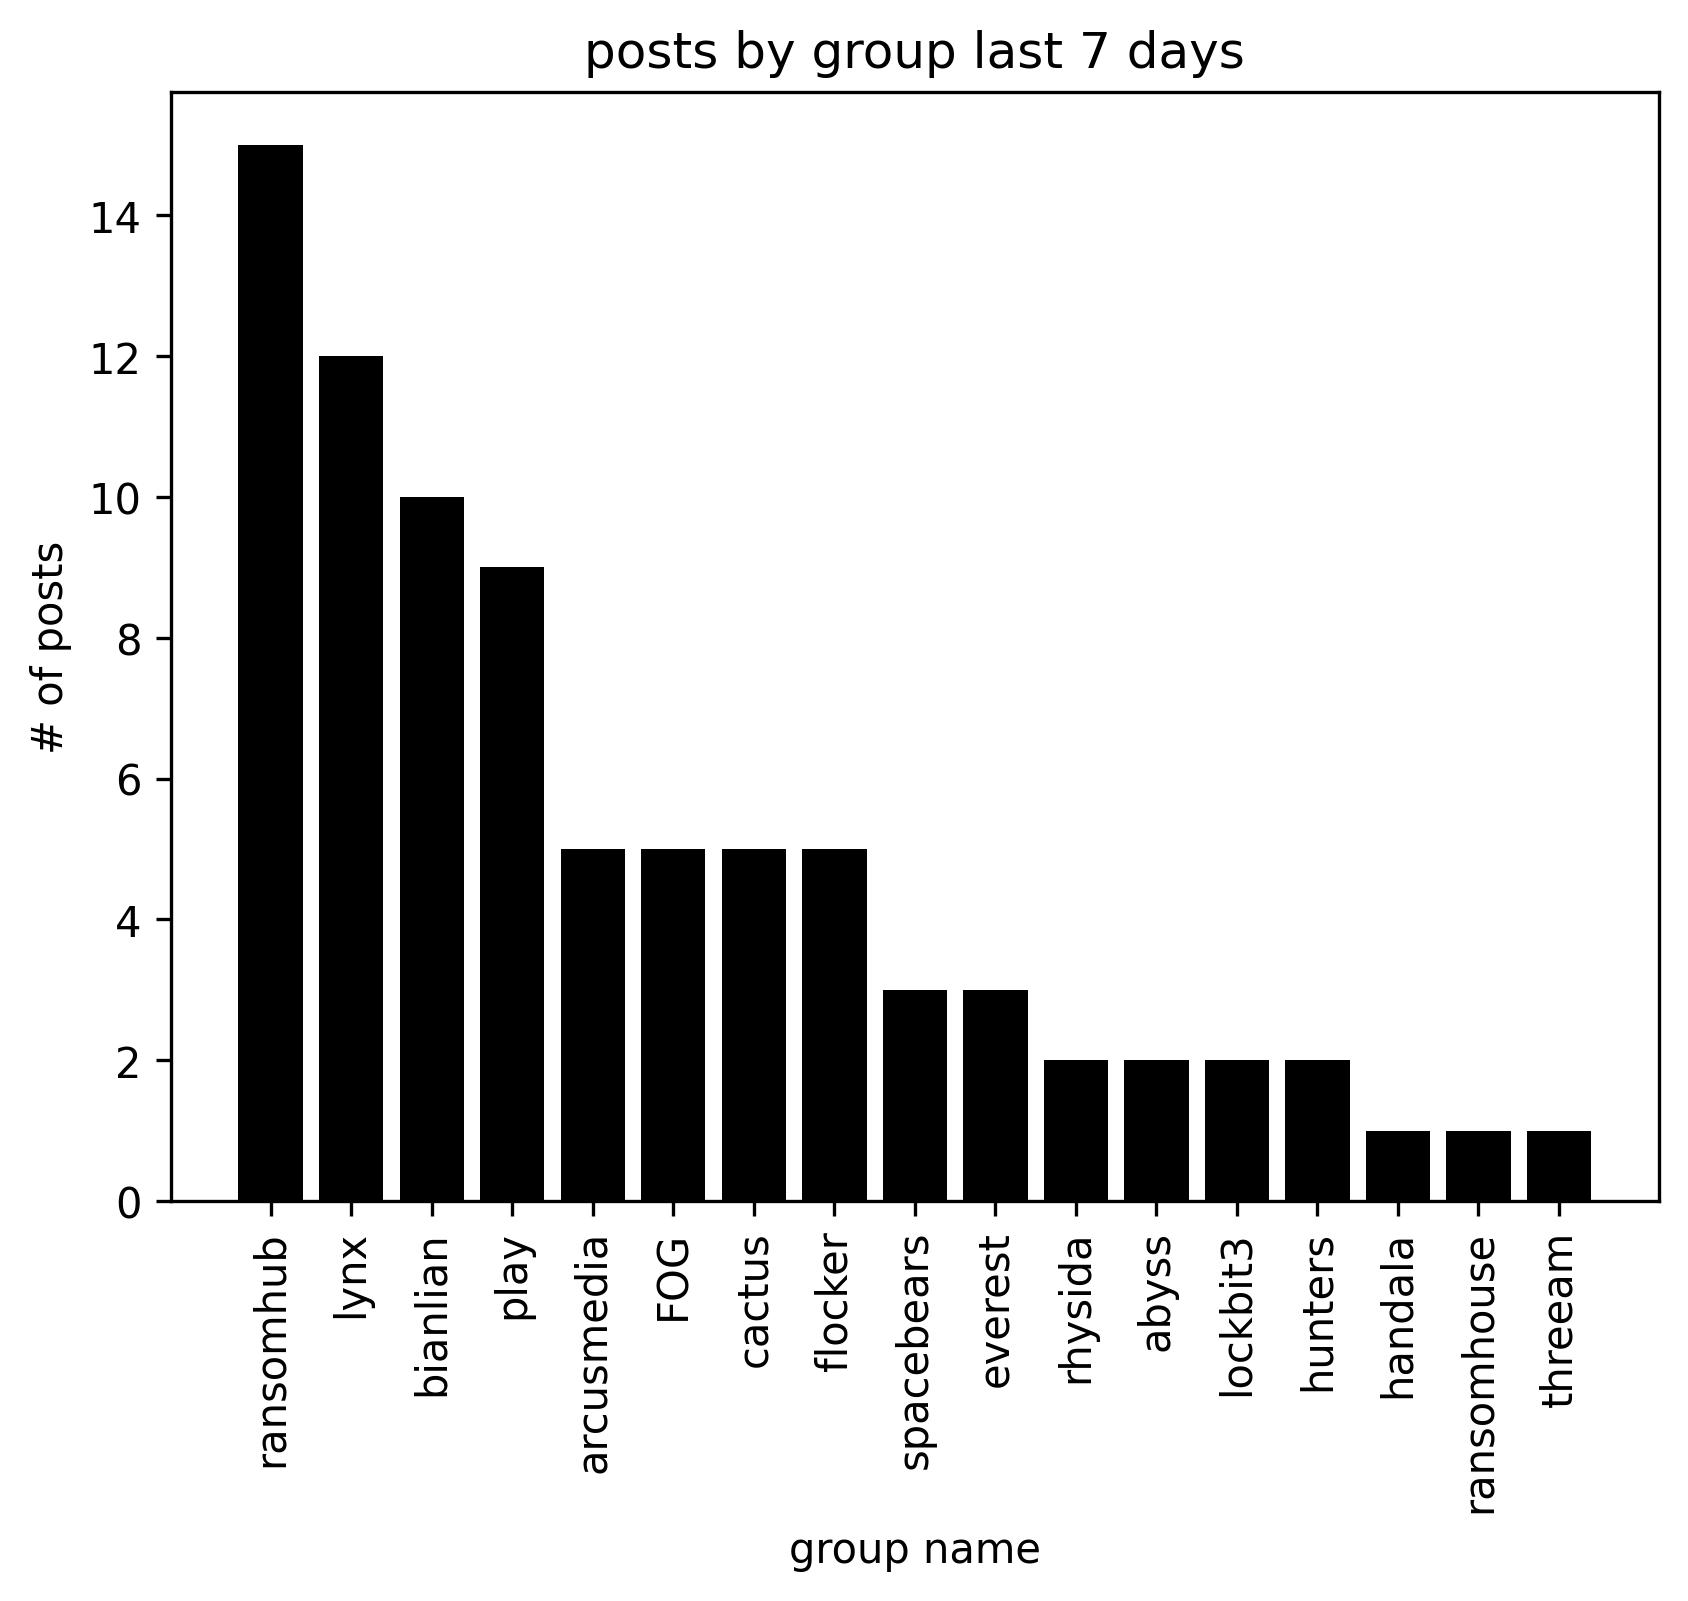 posts by group last 7 days
14
12
10
8
6
4
2
0
# of posts
ransomhub
lynx
bianlian
play
arcusmedia
FOG
cactus
flocker
spacebears
everest
rhysida
abyss
lockbit3
hunters
handala
ransomhouse
threeam
group name